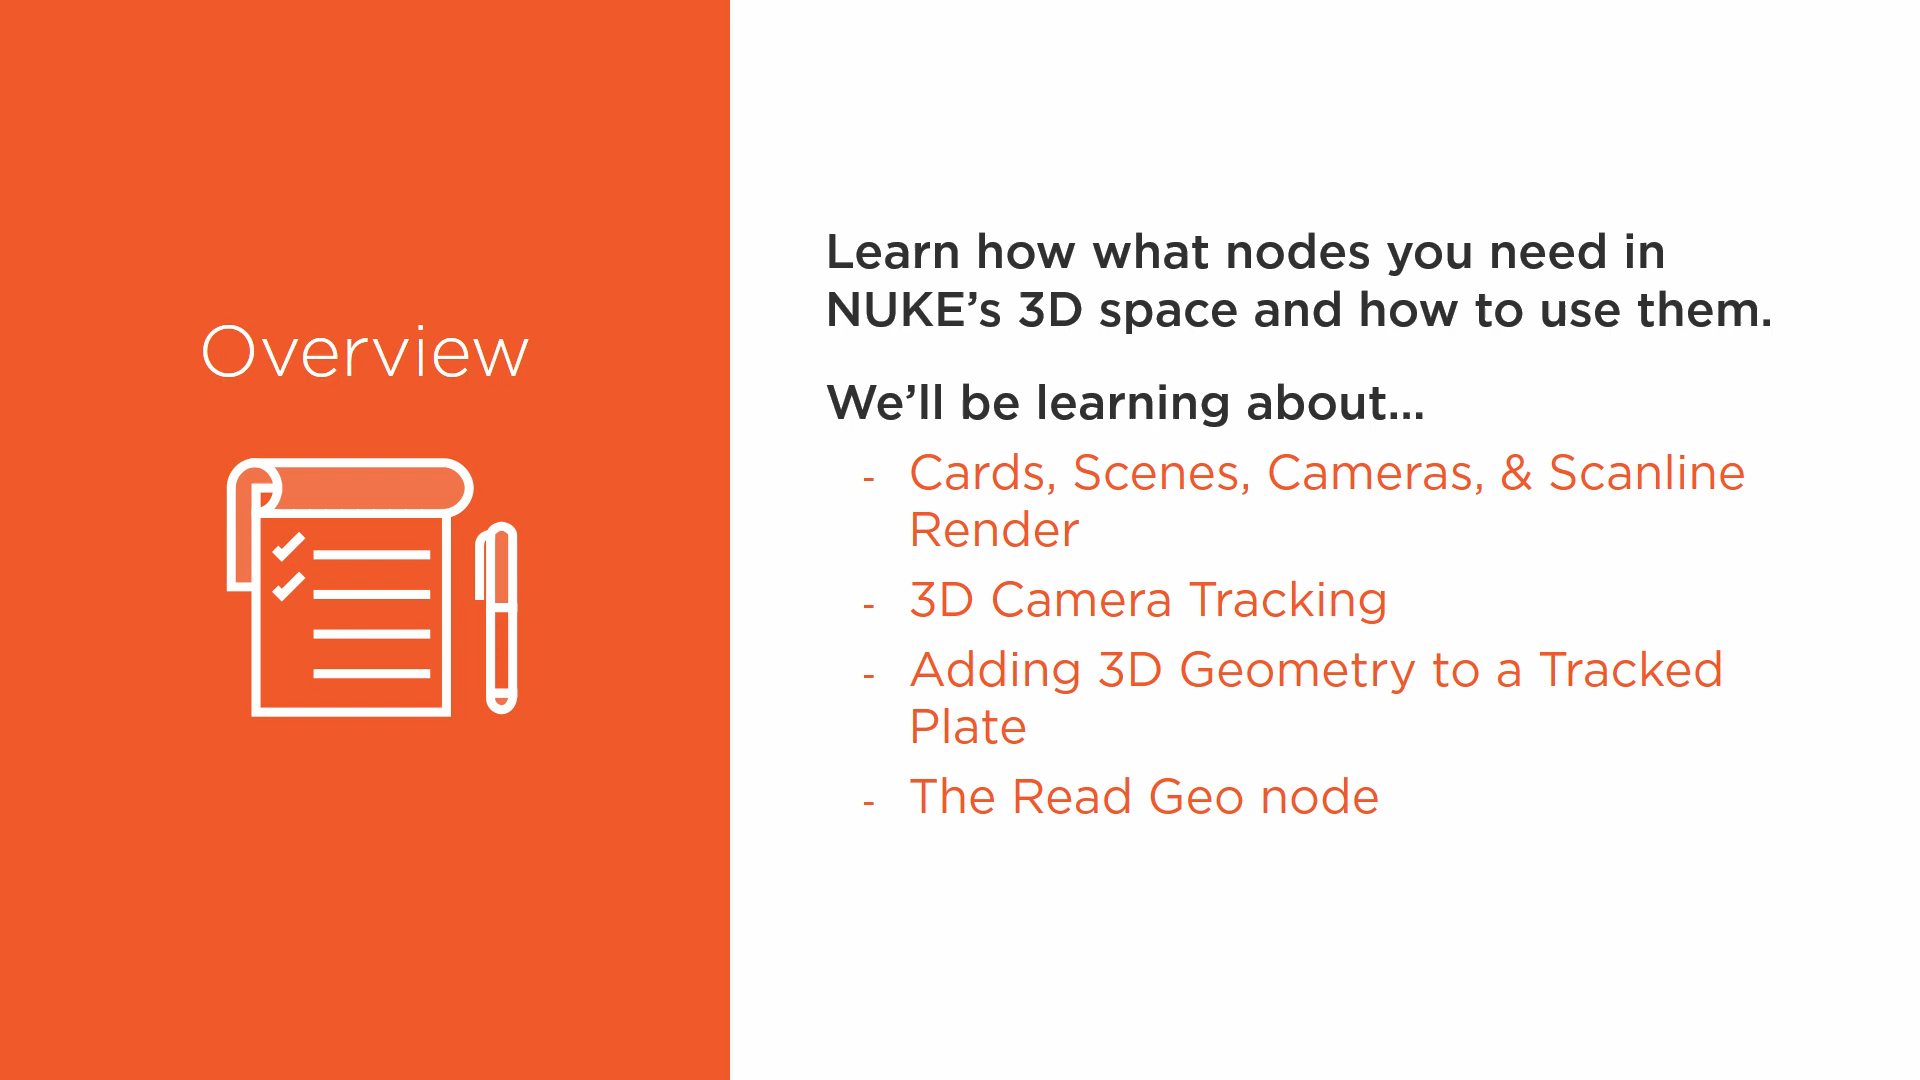 Overview
Learn how what nodes you need in
NUKE’s 3D space and how to use them.
We’ll be learning about...
- Cards, Scenes, Cameras, & Scanline
Render
- 3D Camera Tracking
- Adding 3D Geometry to a Tracked
Plate
- The Read Geo node